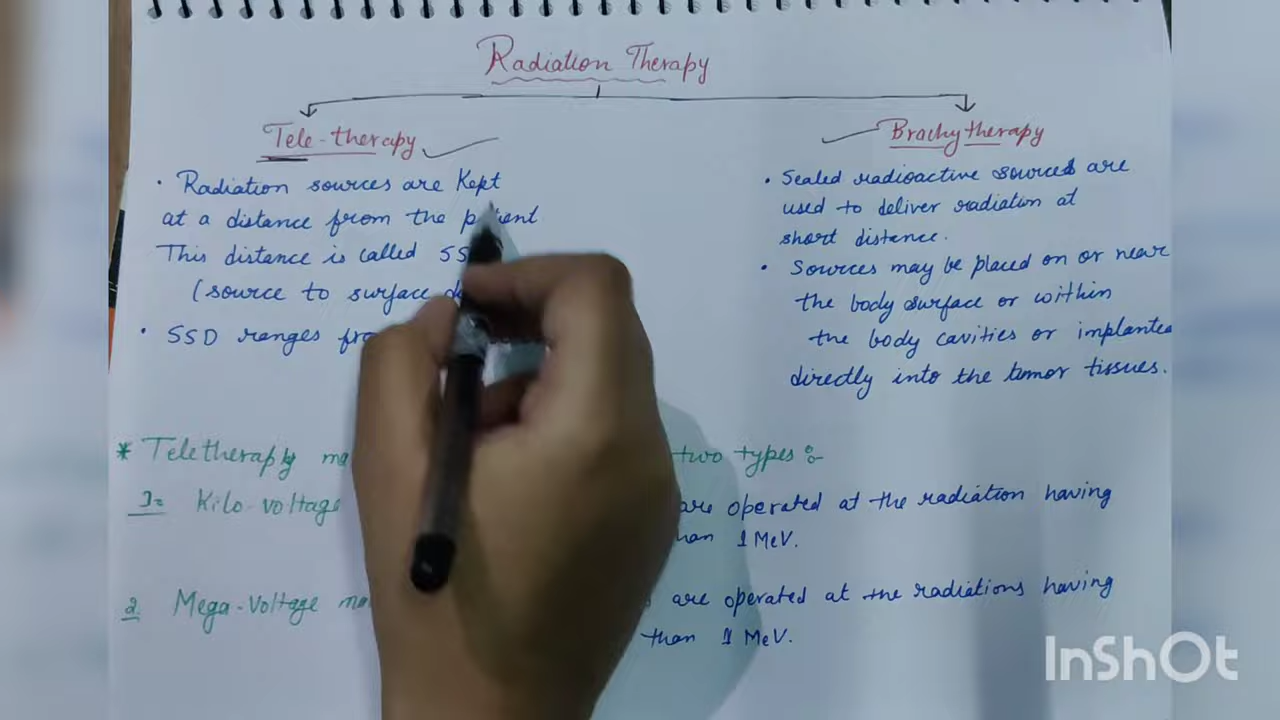 Radiation Therapy
Tele-therapy
• Radiation sources are Kept
at a distance from the patient
This distance is called
(source to surface
• SSD ranges
Brachytherapy
• Sealed radioactive sources are
used to deliver radiation at
short distance.
• Sources may be placed on or near
the body surface or within
the body cavities or implanted
directly into the tumor tissues.
* Teletherapy two types :-
1= Kilo-voltage are operated at the radiation having
1 MeV.
2 Mega-Voltage are operated at the radiations having
than 1 MeV.
InShOt